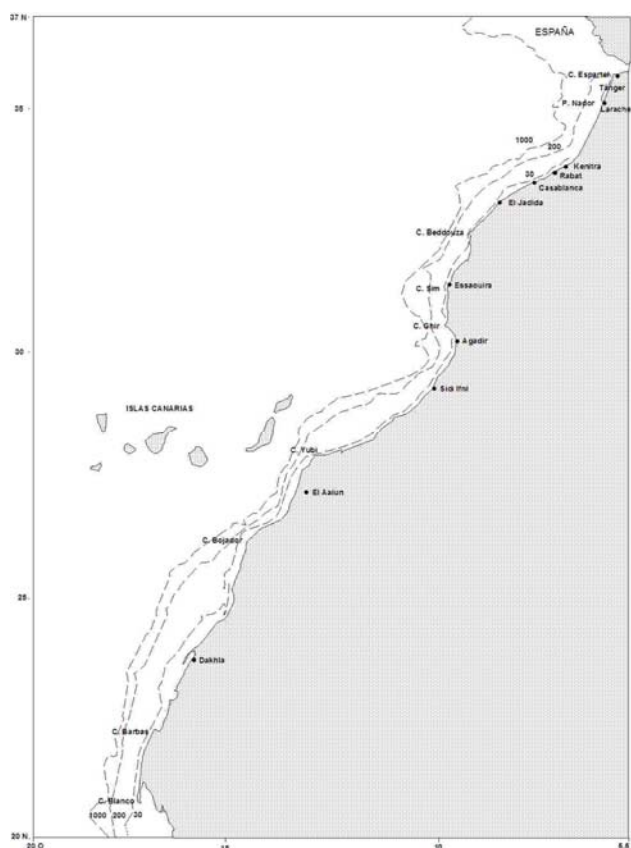 37 N
ESPAÑA
C. Espartel
Tánger
P. Nador
35
Larache
1000
200
Kenitra
30
Rabat
Casablanca
El Jadida
C. Beddouza
C. Sim
Essaouira
C. Ghir
30
Agadir
Sidi Ifni
ISLAS CANARIAS
C. Yubi
El Aaiun
C. Bojador
25
Dakhla
C. Barbas
C. Blanco
1000 200 30
20 N.
20 O
15
10
5.5